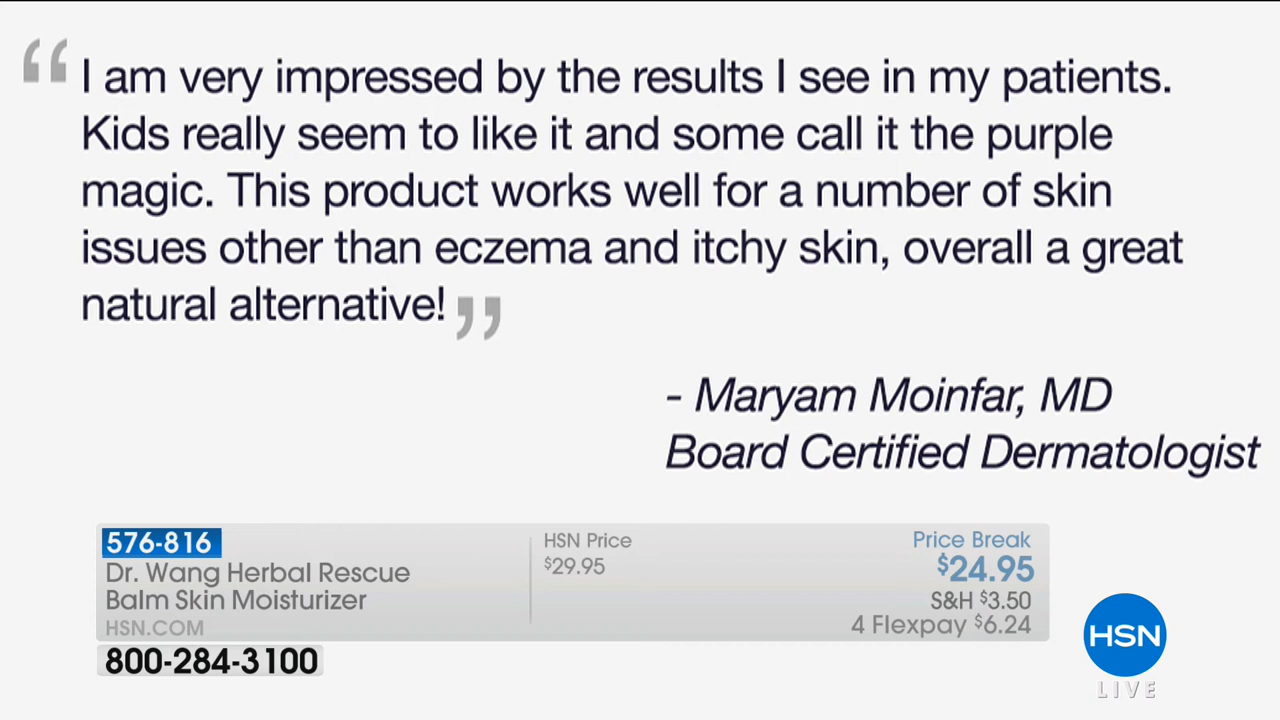 “I am very impressed by the results I see in my patients.
Kids really seem to like it and some call it the purple
magic. This product works well for a number of skin
issues other than eczema and itchy skin, overall a great
natural alternative!”
- Maryam Moinfar, MD
Board Certified Dermatologist
576-816
Dr. Wang Herbal Rescue
Balm Skin Moisturizer
HSN.COM
800-284-3100
HSN Price
$29.95
Price Break
$24.95
S&H $3.50
4 Flexpay $6.24
HSN
LIVE